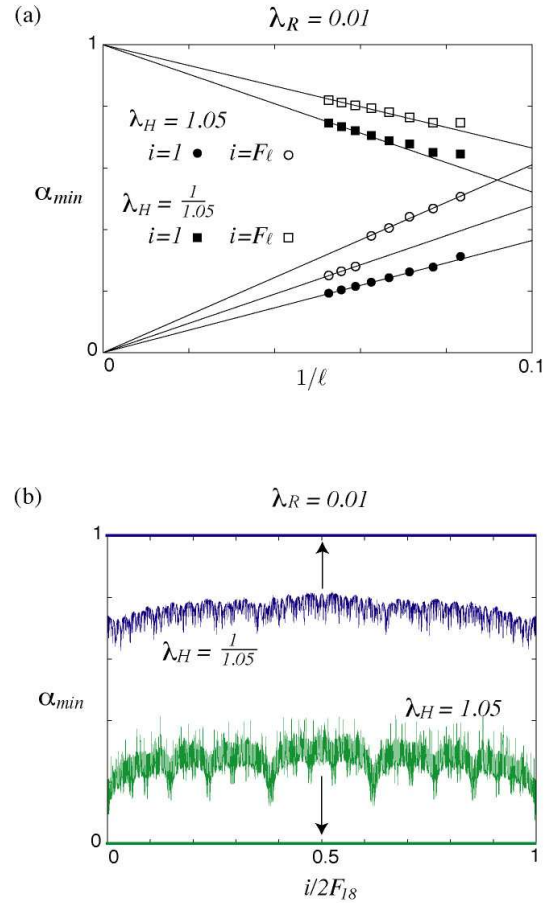 (a)
λR = 0.01
1
λH = 1.05
i=1 ● i=Fℓ ○
αmin
λH = 1/1.05
i=1 ■ i=Fℓ □
0
0 1/ℓ 0.1
(b)
λR = 0.01
1
λH = 1/1.05
αmin
λH = 1.05
0
0 0.5 1
i/2F18